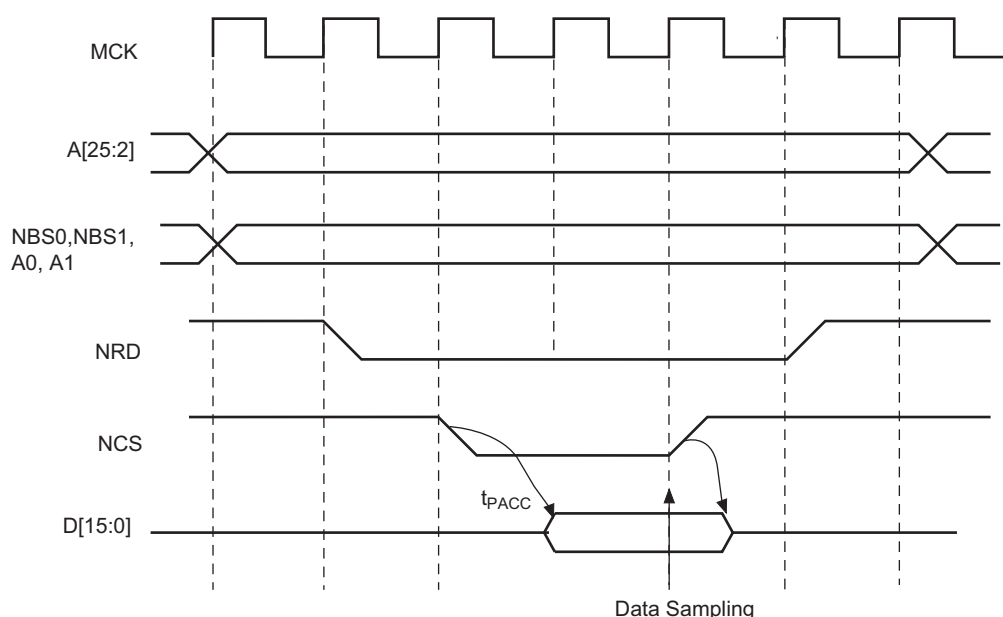 MCK
A[25:2]
NBS0,NBS1,
A0, A1
NRD
NCS
tPACC
D[15:0]
Data Sampling